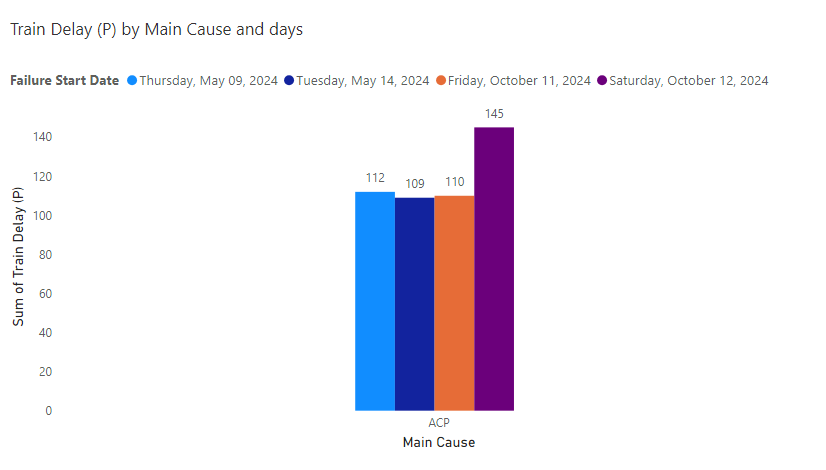 Train Delay (P) by Main Cause and days
Failure Start Date Thursday, May 09, 2024 Tuesday, May 14, 2024 Friday, October 11, 2024 Saturday, October 12, 2024
Sum of Train Delay (P)
140
120
100
80
60
40
20
0
112
109
110
145
ACP
Main Cause